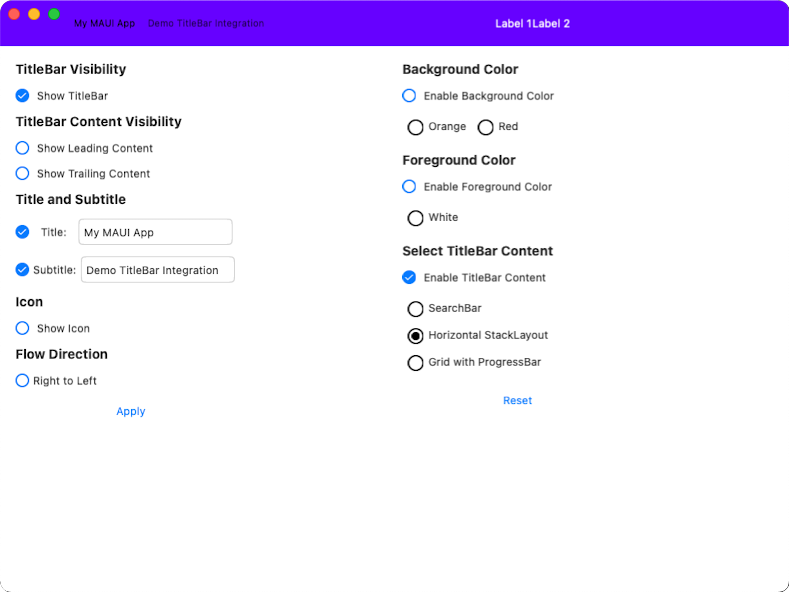 My MAUI App Demo TitleBar Integration Label 1Label 2
TitleBar Visibility
Show TitleBar
TitleBar Content Visibility
Show Leading Content
Show Trailing Content
Title and Subtitle
Title: My MAUI App
Subtitle: Demo TitleBar Integration
Icon
Show Icon
Flow Direction
Right to Left
Apply
Background Color
Enable Background Color
Orange Red
Foreground Color
Enable Foreground Color
White
Select TitleBar Content
Enable TitleBar Content
SearchBar
Horizontal StackLayout
Grid with ProgressBar
Reset